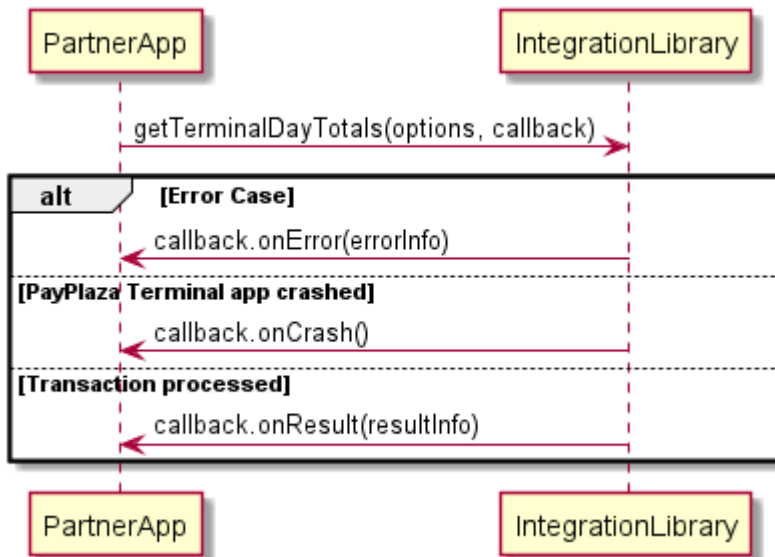 PartnerApp
IntegrationLibrary
getTerminalDayTotals(options, callback)
alt
[Error Case]
callback.onError(errorInfo)
[PayPlaza Terminal app crashed]
callback.onCrash()
[Transaction processed]
callback.onResult(resultInfo)
PartnerApp
IntegrationLibrary